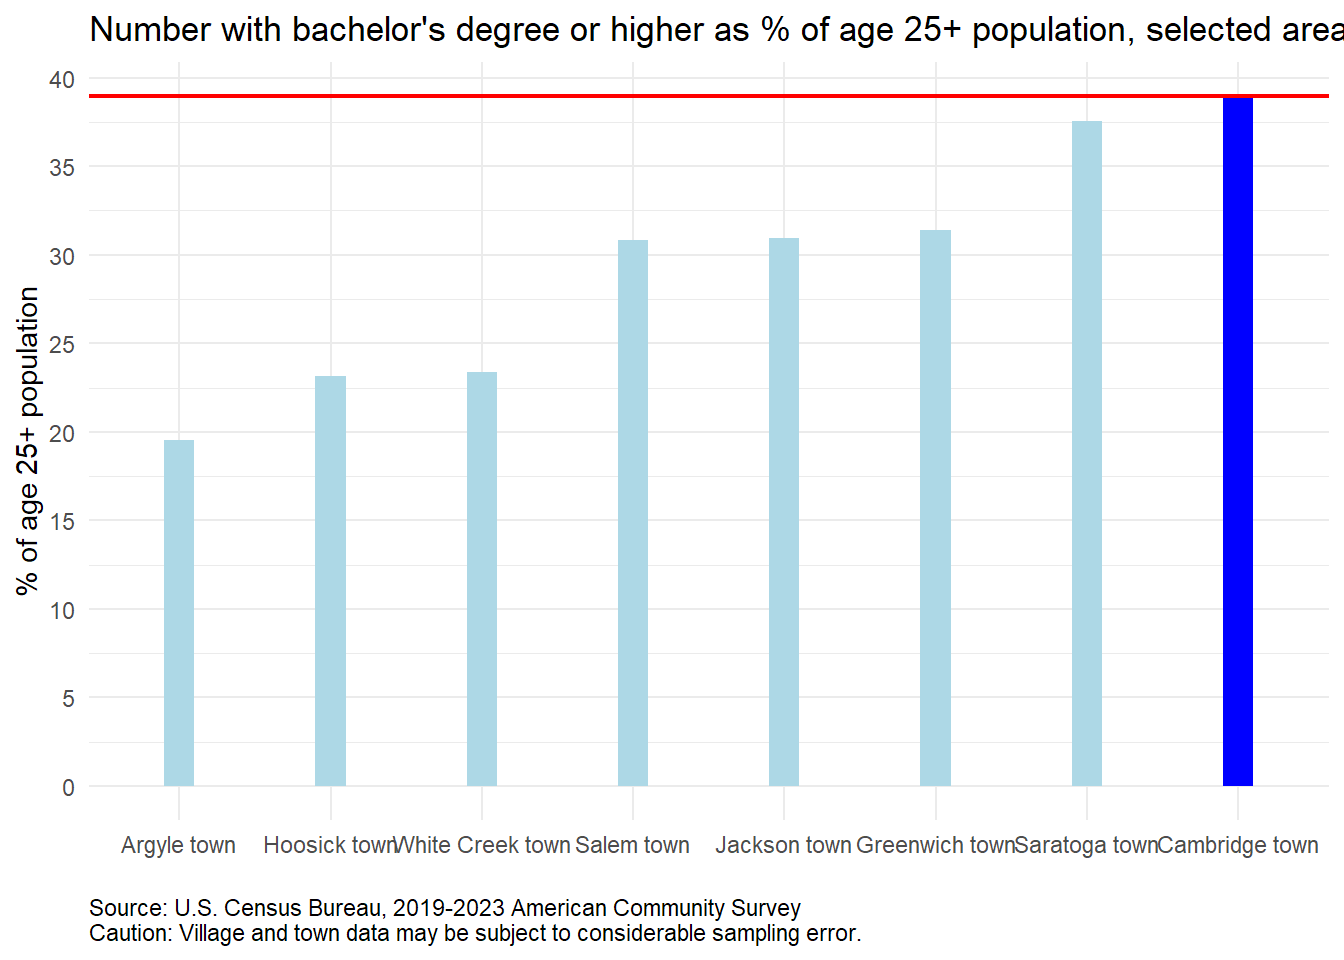 Number with bachelor's degree or higher as % of age 25+ population, selected area
% of age 25+ population
40
35
30
25
20
15
10
5
0
Argyle town Hoosick town White Creek town Salem town Jackson town Greenwich town Saratoga town Cambridge town
Source: U.S. Census Bureau, 2019-2023 American Community Survey
Caution: Village and town data may be subject to considerable sampling error.